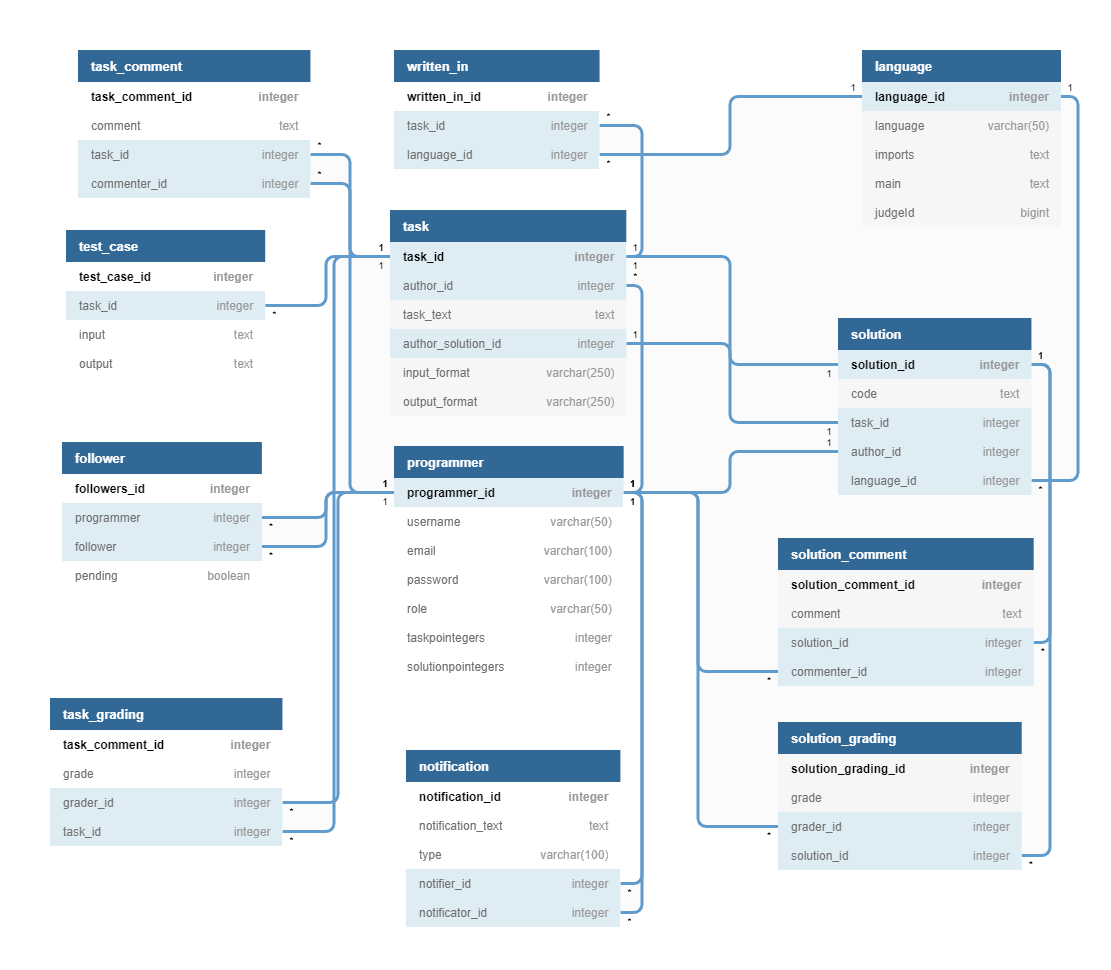 task_comment
task_comment_id integer
comment text
task_id integer
commenter_id integer
*
*
written_in
written_in_id integer
task_id integer
language_id integer
*
*
language
1 language_id integer 1
language varchar(50)
imports text
main text
judgeId bigint
test_case
test_case_id integer
task_id integer
input text
output text
*
task
1 task_id integer 1
1 1
*
author_id integer
task_text text
author_solution_id integer 1
input_format varchar(250)
output_format varchar(250)
solution
solution_id integer 1
1
code text
task_id integer
1
1
author_id integer
language_id integer
*
follower
followers_id integer
programmer integer
*
follower integer
*
pending boolean
programmer
1 programmer_id integer 1
1 1
username varchar(50)
email varchar(100)
password varchar(100)
role varchar(50)
taskpointegers integer
solutionpointegers integer
solution_comment
solution_comment_id integer
comment text
solution_id integer
*
commenter_id integer
*
task_grading
task_comment_id integer
grade integer
grader_id integer
*
task_id integer
*
notification
notification_id integer
notification_text text
type varchar(100)
notifier_id integer
*
notificator_id integer
*
solution_grading
solution_grading_id integer
grade integer
grader_id integer
*
solution_id integer
*